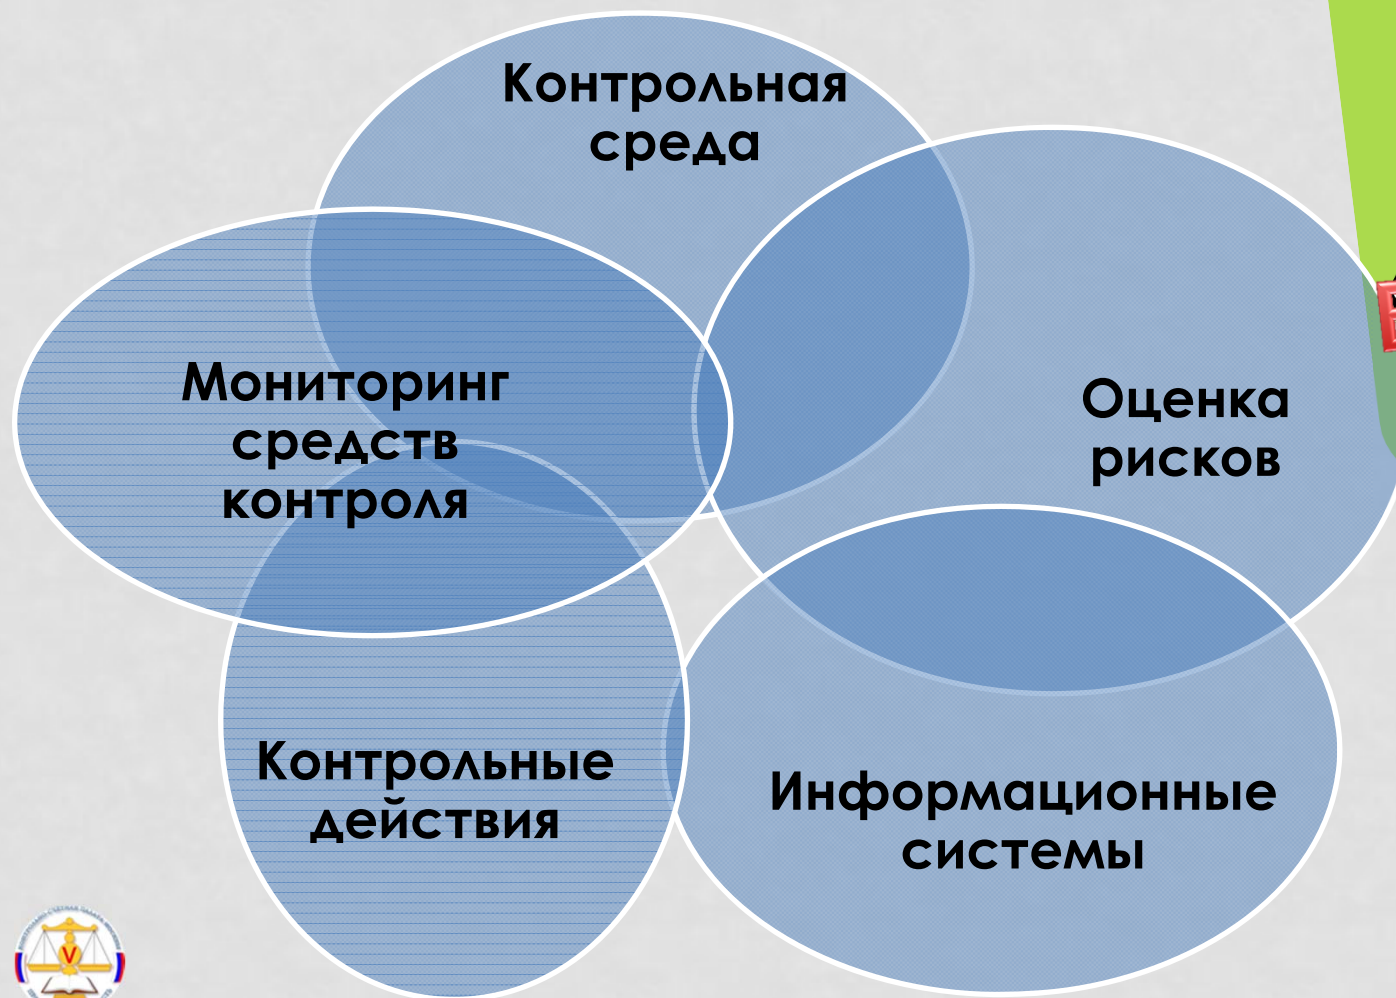 Контрольная
среда
Оценка
рисков
Мониторинг
средств
контроля
Контрольные
действия
Информационные
системы
V